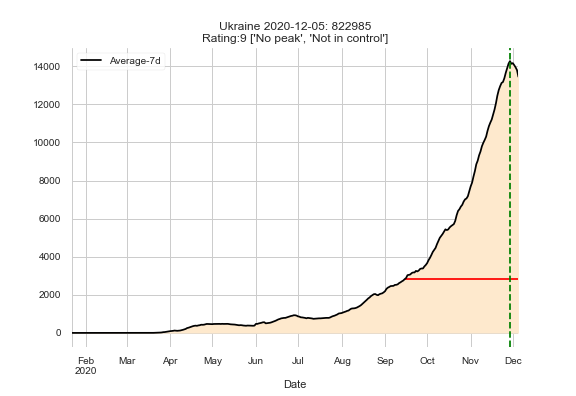 Ukraine 2020-12-05: 822985
Rating:9 ['No peak', 'Not in control']
Average-7d
14000
12000
10000
8000
6000
4000
2000
0
Feb Mar Apr May Jun Jul Aug Sep Oct Nov Dec
2020
Date